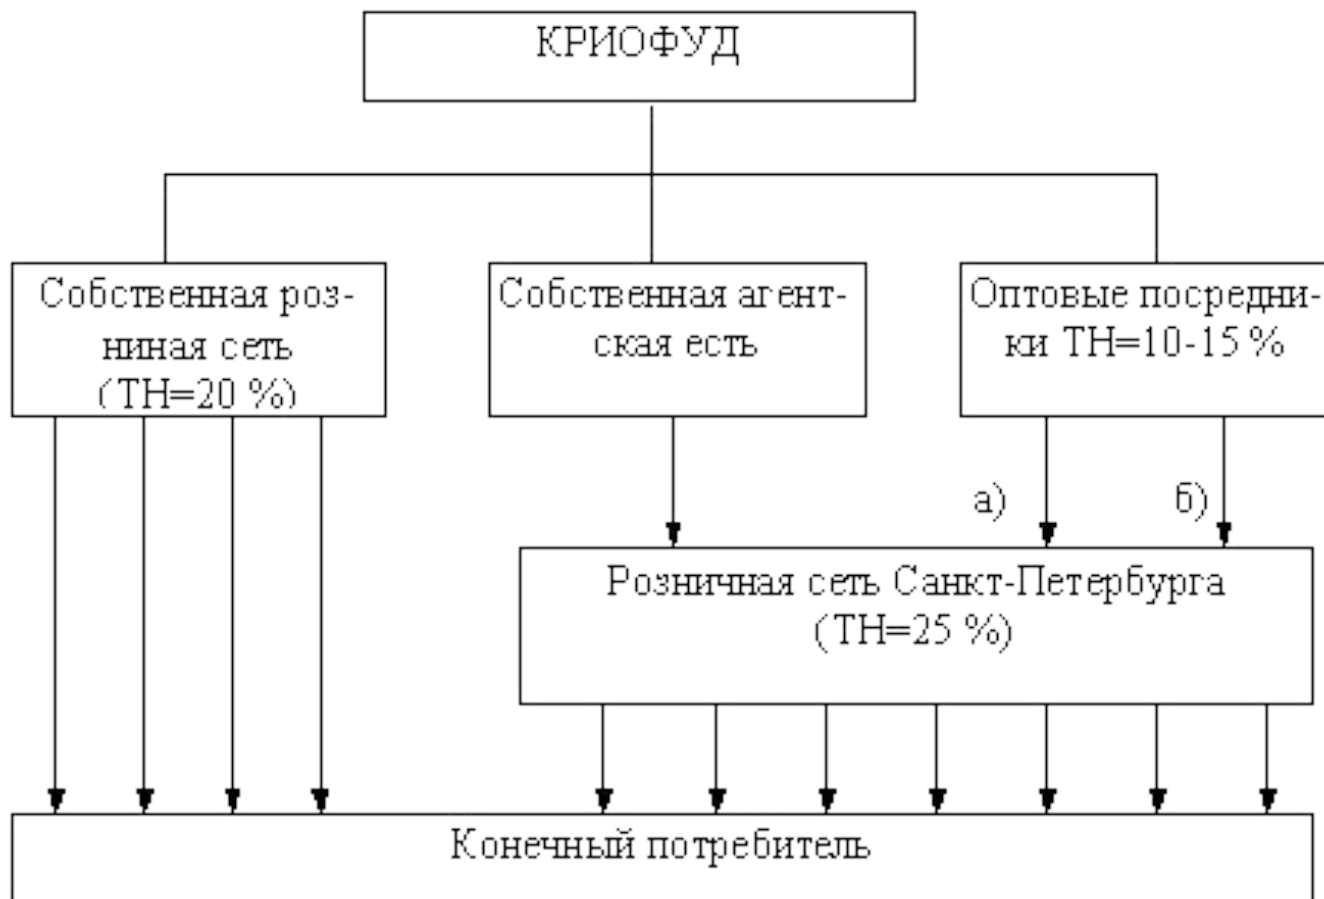 КРИОФУД
Собственная роз-
ниная сеть
(ТН=20 %)
Собственная агент-
ская есть
Оптовые посредни-
ки ТН=10-15 %
а)
б)
Розничная сеть Санкт-Петербурга
(ТН=25 %)
Конечный потребитель